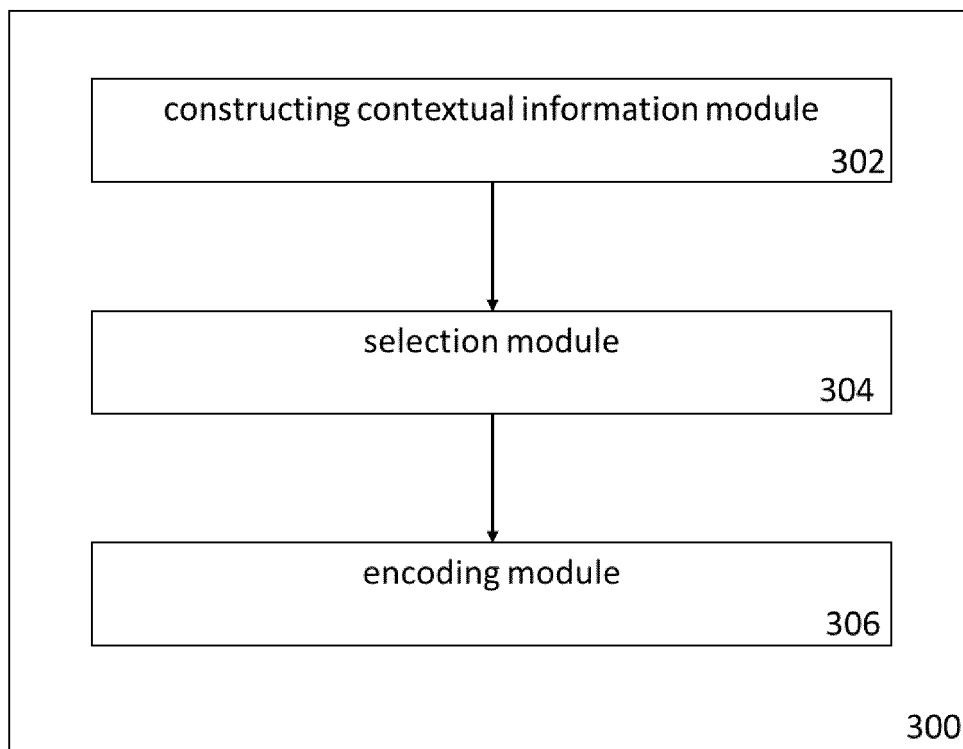 constructing contextual information module
302
selection module
304
encoding module
306
300